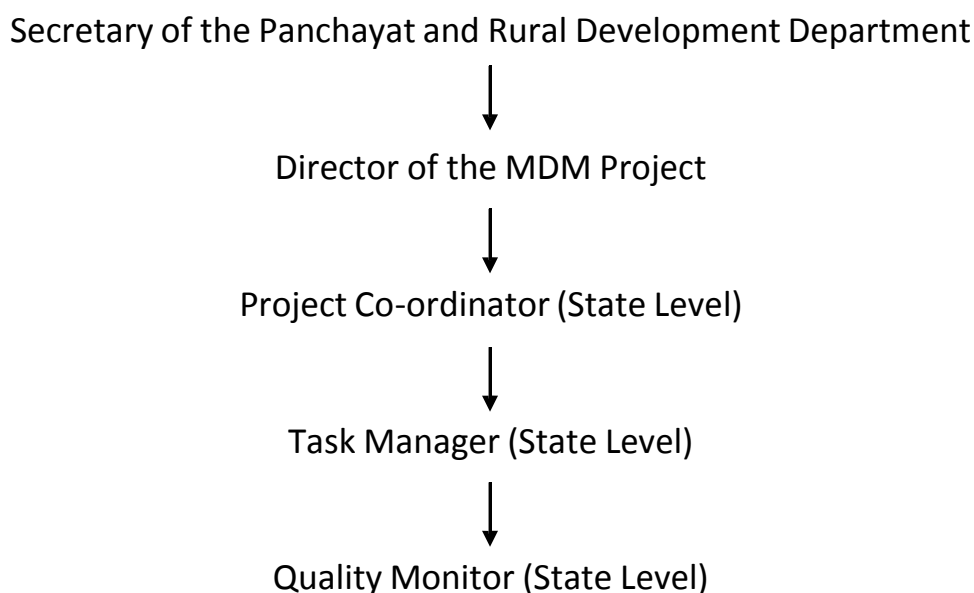 Secretary of the Panchayat and Rural Development Department
Director of the MDM Project
Project Co-ordinator (State Level)
Task Manager (State Level)
Quality Monitor (State Level)